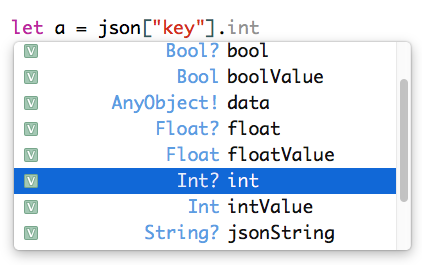 let a = json["key"].int
V Bool? bool
V Bool boolValue
V AnyObject! data
V Float? float
V Float floatValue
V Int? int
V Int intValue
V String? jsonString